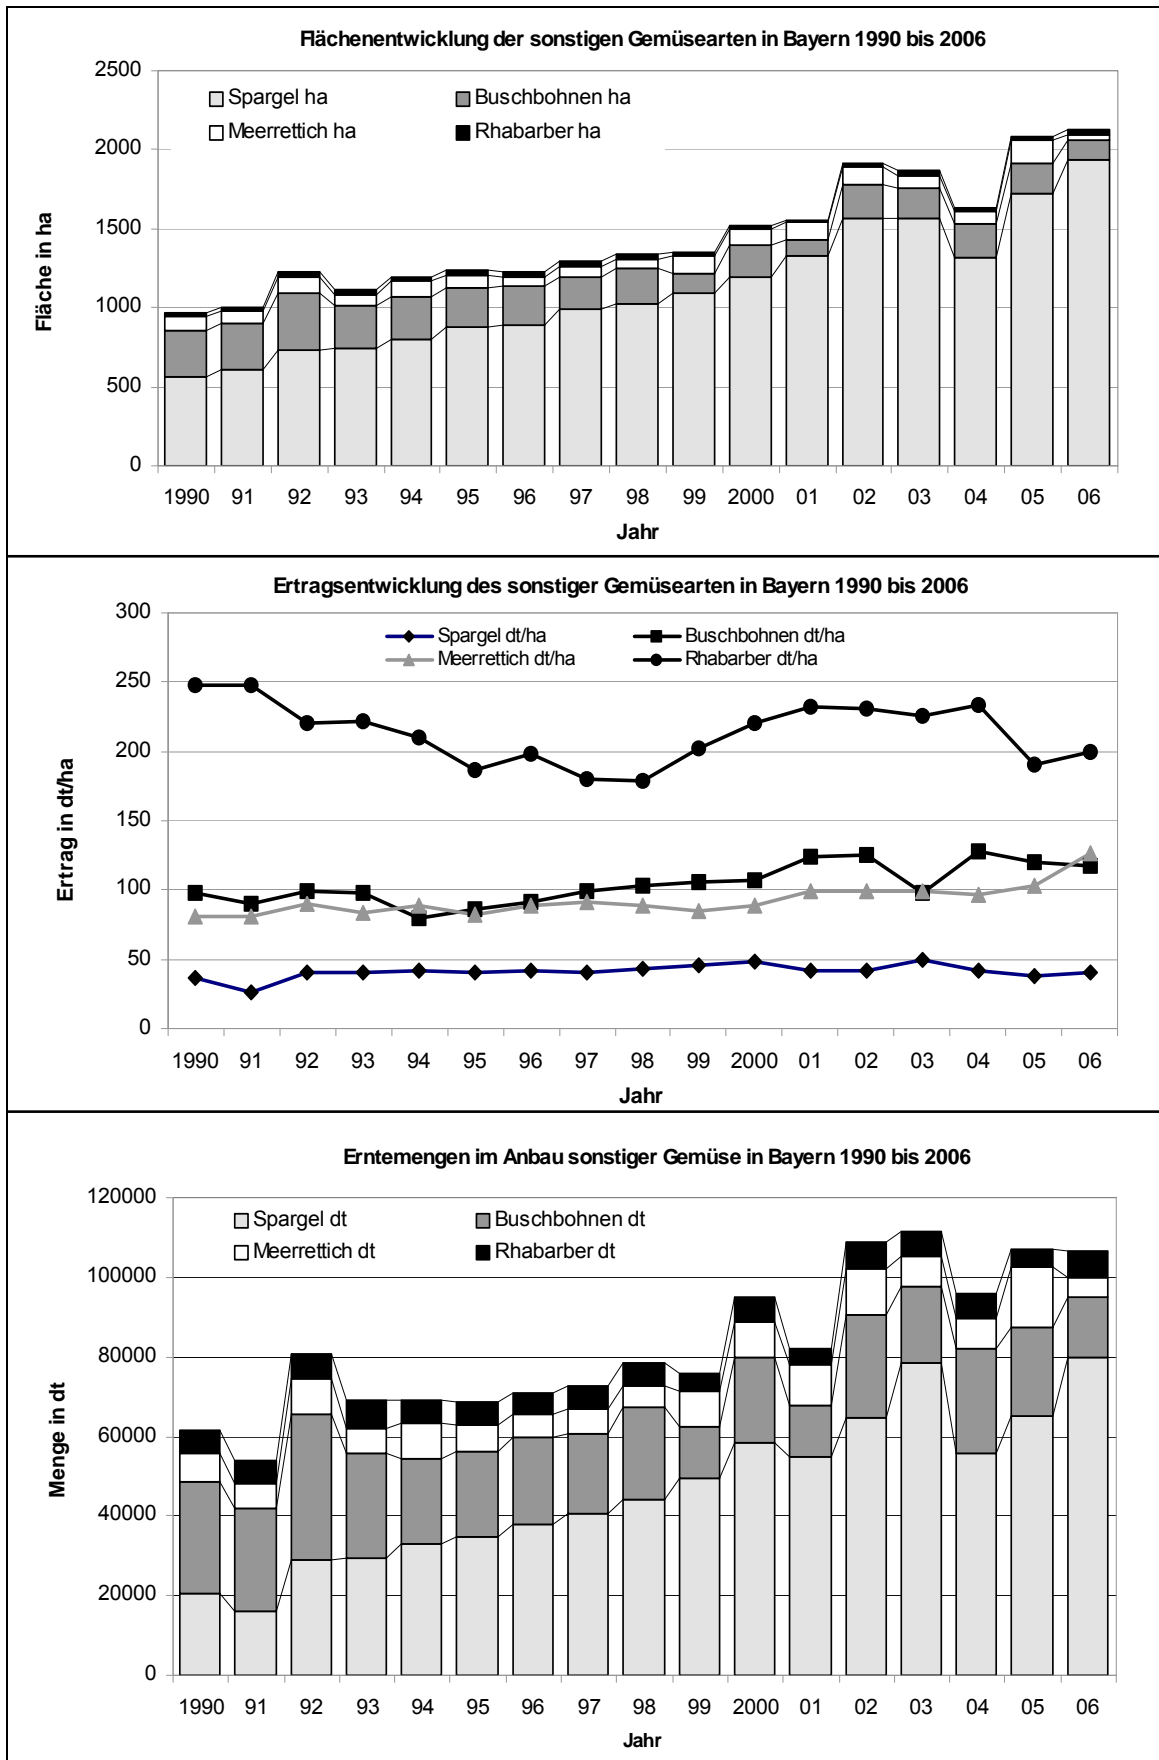 Flächenentwicklung der sonstigen Gemüsearten in Bayern 1990 bis 2006
2500
2000
1500
1000
500
0
Fläche in ha
Spargel ha
Buschbohnen ha
Meerrettich ha
Rhabarber ha
1990 91 92 93 94 95 96 97 98 99 2000 01 02 03 04 05 06
Jahr
Ertragsentwicklung des sonstiger Gemüsearten in Bayern 1990 bis 2006
300
250
200
150
100
50
0
Ertrag in dt/ha
Spargel dt/ha
Buschbohnen dt/ha
Meerrettich dt/ha
Rhabarber dt/ha
1990 91 92 93 94 95 96 97 98 99 2000 01 02 03 04 05 06
Jahr
Erntemengen im Anbau sonstiger Gemüse in Bayern 1990 bis 2006
120000
100000
80000
60000
40000
20000
0
Menge in dt
Spargel dt
Buschbohnen dt
Meerrettich dt
Rhabarber dt
1990 91 92 93 94 95 96 97 98 99 2000 01 02 03 04 05 06
Jahr